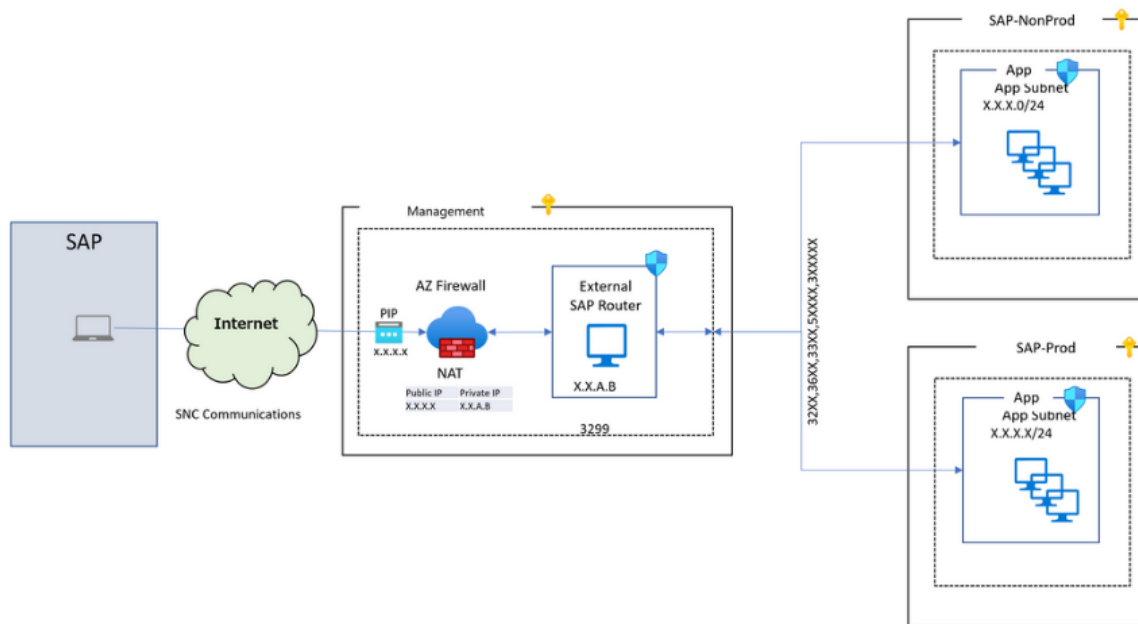 SAP
Internet
SNC Communications
Management
AZ Firewall
PIP
X.X.X.X
NAT
Public IP Private IP
X.X.X.X X.X.A.B
External
SAP Router
X.X.A.B
3299
32XX,36XX,33XX,5XXXX,3XXXXX
SAP-NonProd
App
App Subnet
X.X.X.0/24
SAP-Prod
App
App Subnet
X.X.X.X/24